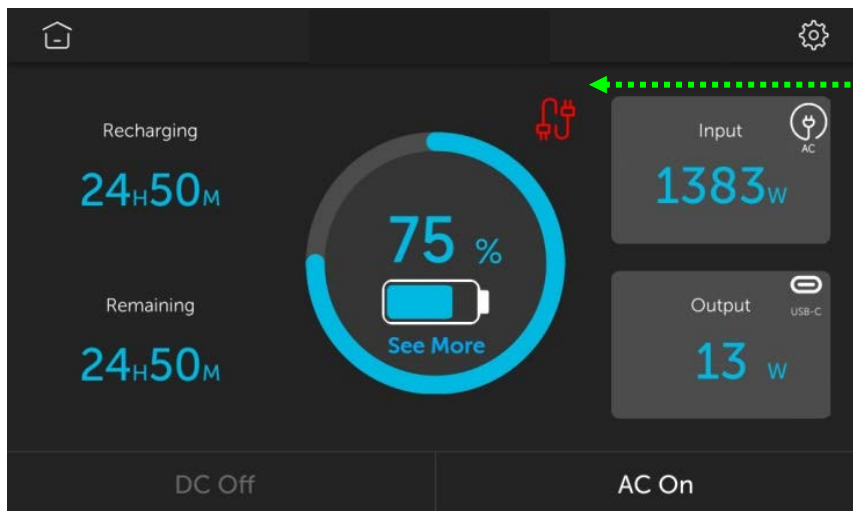 Recharging
24H50M
Remaining
24H50M
75 %
See More
Input
AC
1383W
Output
USB-C
13 W
DC Off
AC On